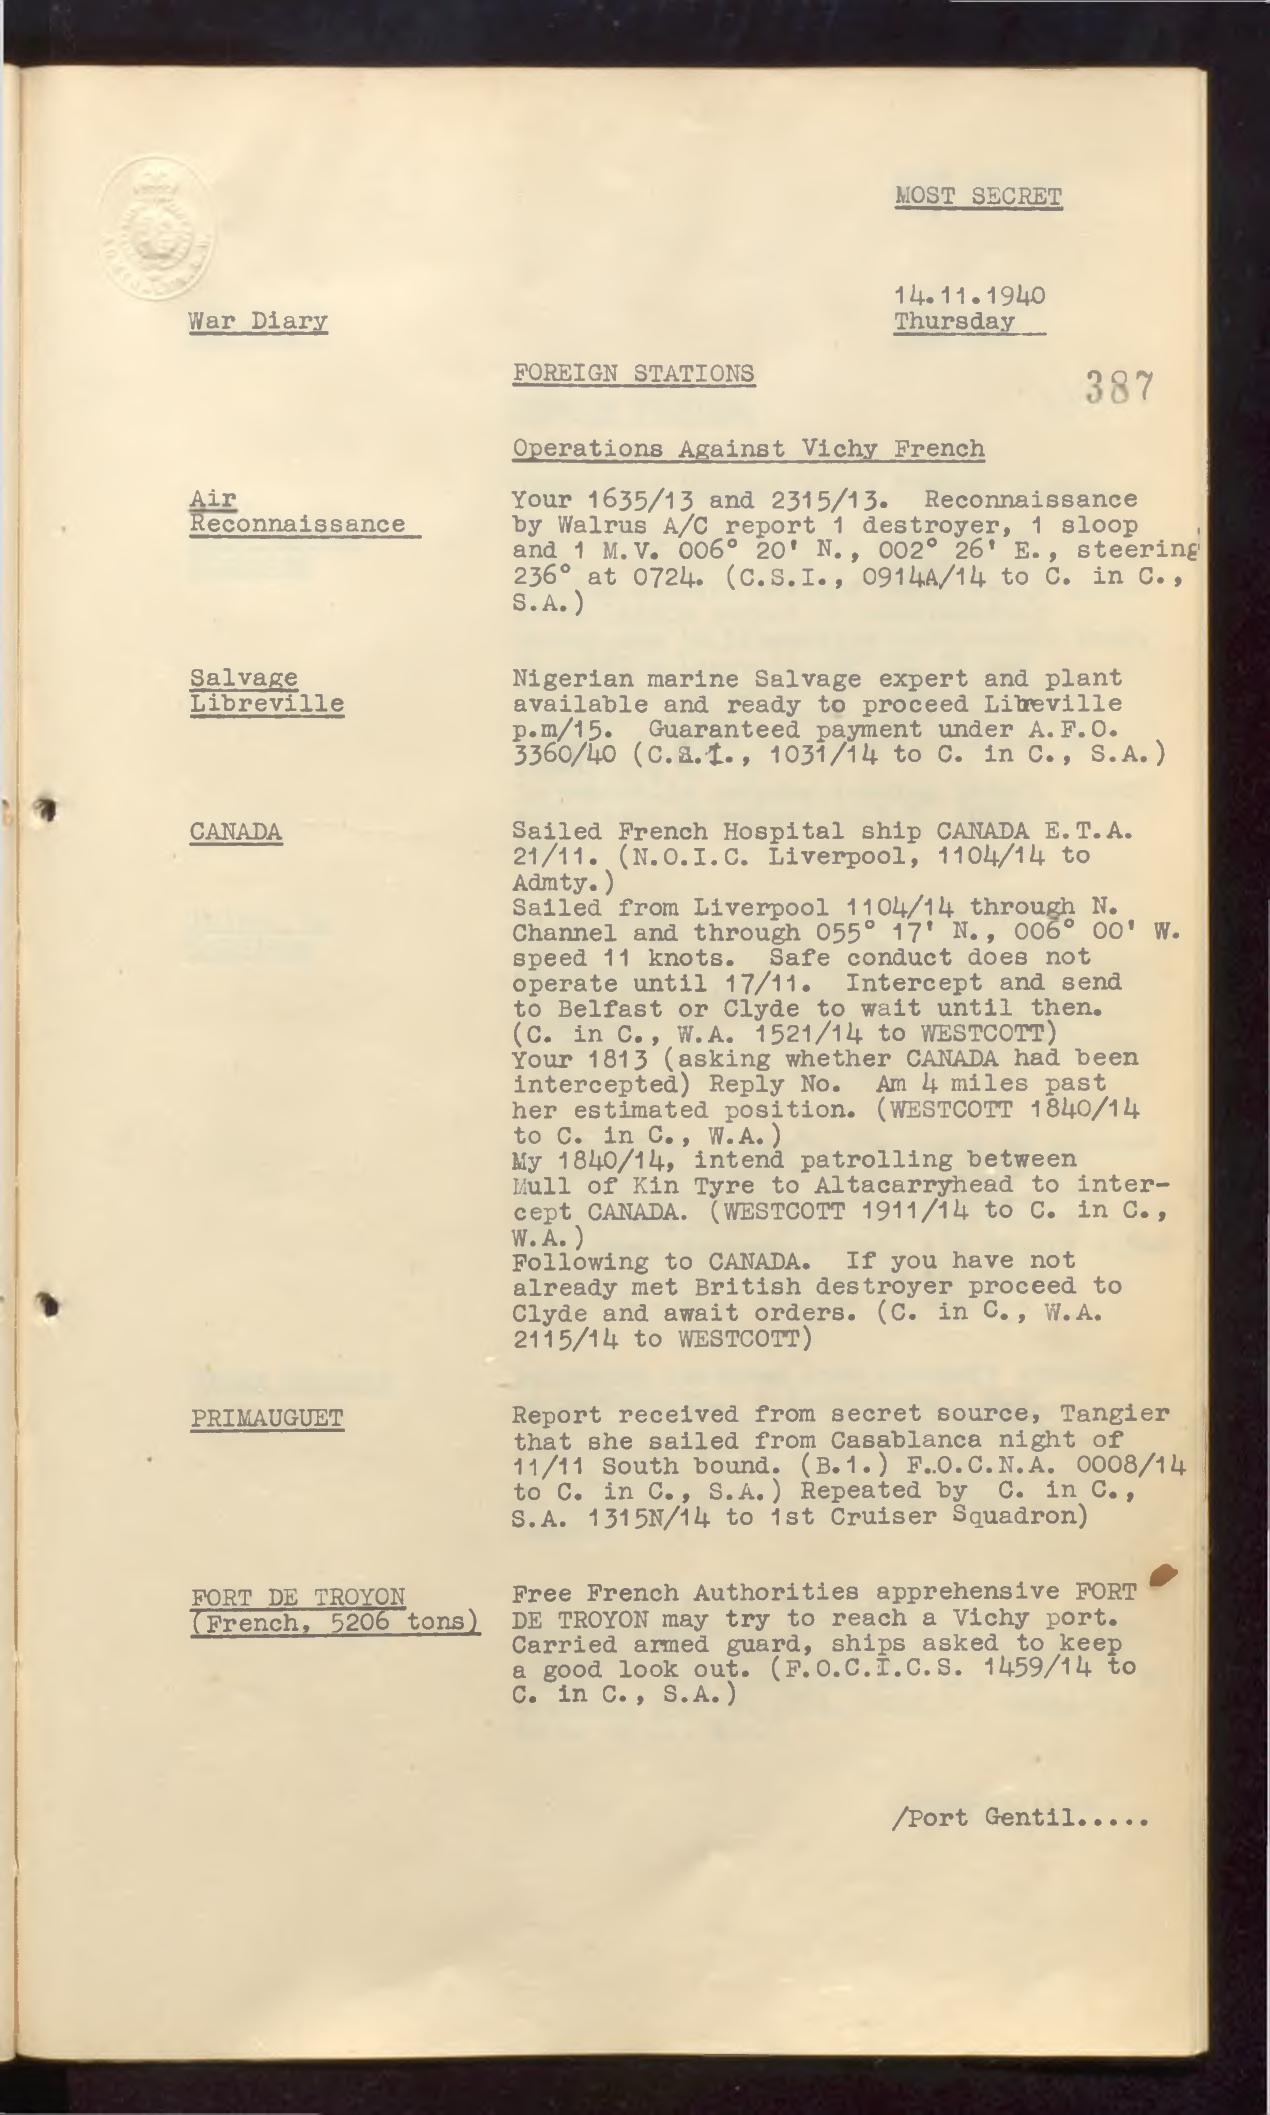 MOST SECRET
14.11.1940
War Diary
Thursday
FOREIGN STATIONS
387
Operations Against Vichy French
Air
Reconnaissance
Your 1635/13 and 2315/13. Reconnaissance
by Walrus A/C report 1 destroyer, 1 sloop
and 1 M.V. 006° 20' N., 002° 26' E., steering
236° at 0724. (C.S.I., 0914A/14 to C. in C.,
S.A.)
Salvage
Libreville
Nigerian marine Salvage expert and plant
available and ready to proceed Libreville
p.m/15. Guaranteed payment under A.F.O.
3360/40 (C.S.I., 1031/14 to C. in C., S.A.)
CANADA
Sailed French Hospital ship CANADA E.T.A.
21/11. (N.O.I.C. Liverpool, 1104/14 to
Admty.)
Sailed from Liverpool 1104/14 through N.
Channel and through 055° 17' N., 006° 00' W.
speed 11 knots. Safe conduct does not
operate until 17/11. Intercept and send
to Belfast or Clyde to wait until then.
(C. in C., W.A. 1521/14 to WESTCOTT)
Your 1813 (asking whether CANADA had been
intercepted) Reply No. Am 4 miles past
her estimated position. (WESTCOTT 1840/14
to C. in C., W.A.)
My 1840/14, intend patrolling between
Mull of Kin Tyre to Altacarryhead to inter-
cept CANADA. (WESTCOTT 1911/14 to C. in C.,
W.A.)
Following to CANADA. If you have not
already met British destroyer proceed to
Clyde and await orders. (C. in C., W.A.
2115/14 to WESTCOTT)
PRIMAUGUET
Report received from secret source, Tangier
that she sailed from Casablanca night of
11/11 South bound. (B.1.) F..O.C.N.A. 0008/14
to C. in C., S.A.) Repeated by C. in C.,
S.A. 1315N/14 to 1st Cruiser Squadron)
FORT DE TROYON
(French, 5206 tons)
Free French Authorities apprehensive FORT
DE TROYON may try to reach a Vichy port.
Carried armed guard, ships asked to keep
a good look out. (F.O.C.I.C.S. 1459/14 to
C. in C., S.A.)
/Port Gentil.....